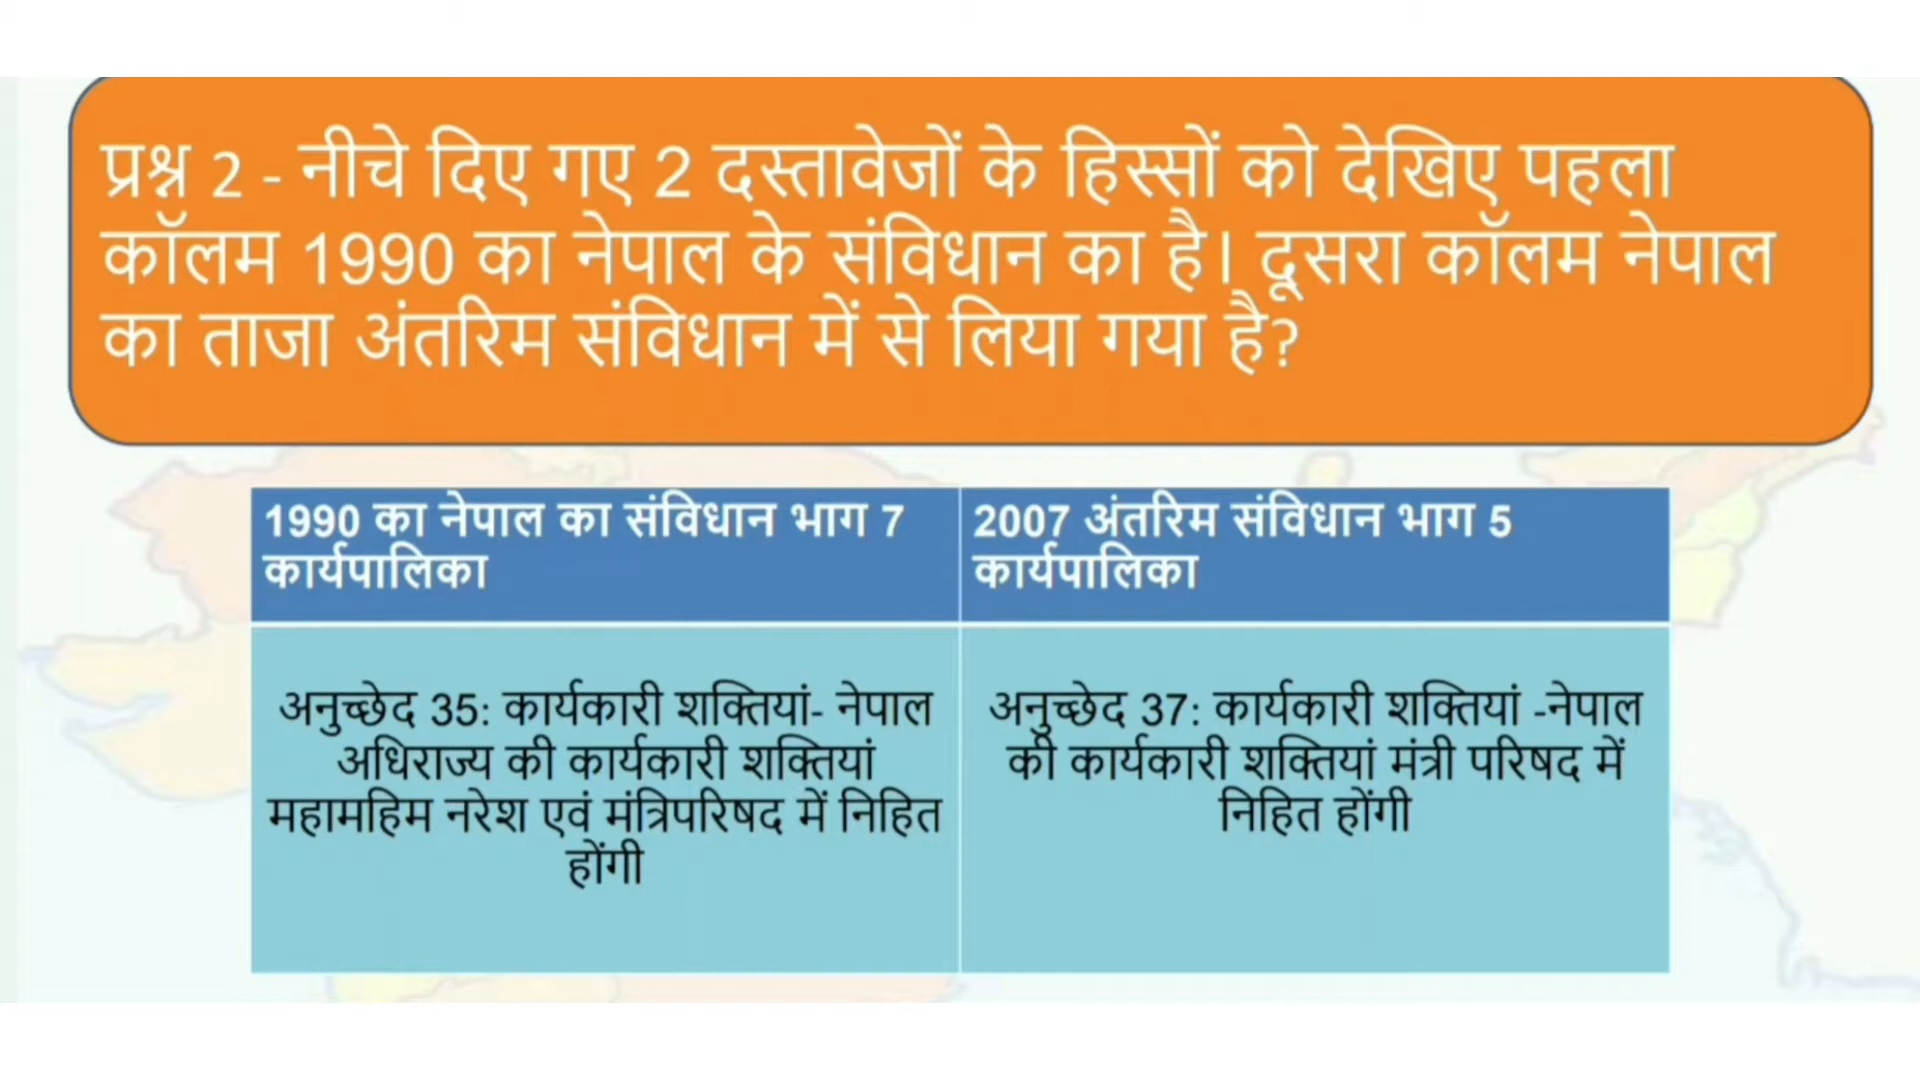 प्रश्न 2 - नीचे दिए गए 2 दस्तावेजों के हिस्सों को देखिए पहला
कॉलम 1990 का नेपाल के संविधान का है। दूसरा कॉलम नेपाल
का ताजा अंतरिम संविधान में से लिया गया है?
1990 का नेपाल का संविधान भाग 7
कार्यपालिका
2007 अंतरिम संविधान भाग 5
कार्यपालिका
अनुच्छेद 35: कार्यकारी शक्तियां- नेपाल
अधिराज्य की कार्यकारी शक्तियां
महामहिम नरेश एवं मंत्रिपरिषद में निहित
होंगी
अनुच्छेद 37: कार्यकारी शक्तियां -नेपाल
की कार्यकारी शक्तियां मंत्री परिषद में
निहित होंगी